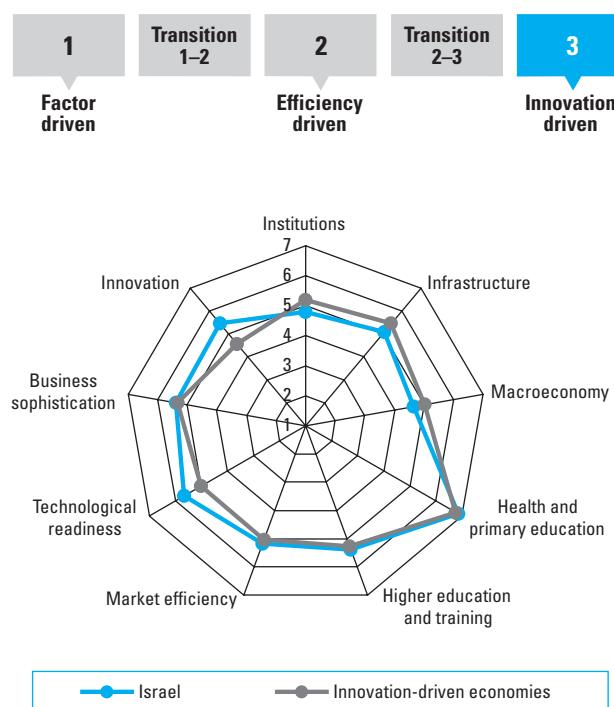 1
Transition
1–2
2
Transition
2–3
3
Factor
driven
Efficiency
driven
Innovation
driven
Institutions
7
6
5
4
3
2
1
Innovation
Infrastructure
Business
sophistication
Macroeconomy
Technological
readiness
Health and
primary education
Market efficiency
Higher education
and training
Israel
Innovation-driven economies